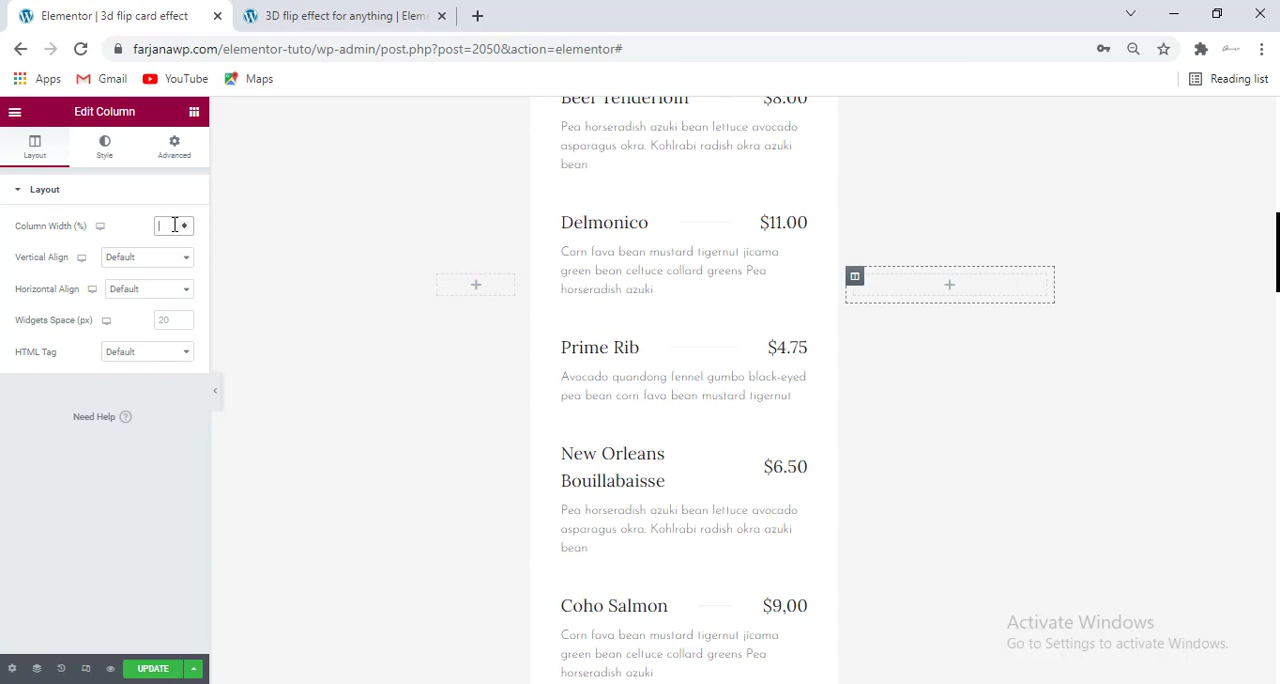 Elementor | 3d flip card effect
3D flip effect for anything | Eleme
farjanawp.com/elementor-tuto/wp-admin/post.php?post=2050&action=elementor#
Apps
Gmail
YouTube
Maps
Reading list
Edit Column
Layout
Style
Advanced
Layout
Column Width (%)
Vertical Align
Default
Horizontal Align
Default
Widgets Space (px)
20
HTML Tag
Default
Need Help
UPDATE
Beef Tenderloin $8.00
Pea horseradish azuki bean lettuce avocado
asparagus okra. Kohlrabi radish okra azuki
bean
Delmonico $11.00
Corn fava bean mustard tigernut jicama
green bean celtuce collard greens Pea
horseradish azuki
Prime Rib $4.75
Avocado quandong fennel gumbo black-eyed
pea bean corn fava bean mustard tigernut
New Orleans
Bouillabaisse
$6.50
Pea horseradish azuki bean lettuce avocado
asparagus okra. Kohlrabi radish okra azuki
bean
Coho Salmon $9,00
Corn fava bean mustard tigernut jicama
green bean celtuce collard greens Pea
horseradish azuki
Activate Windows
Go to Settings to activate Windows.